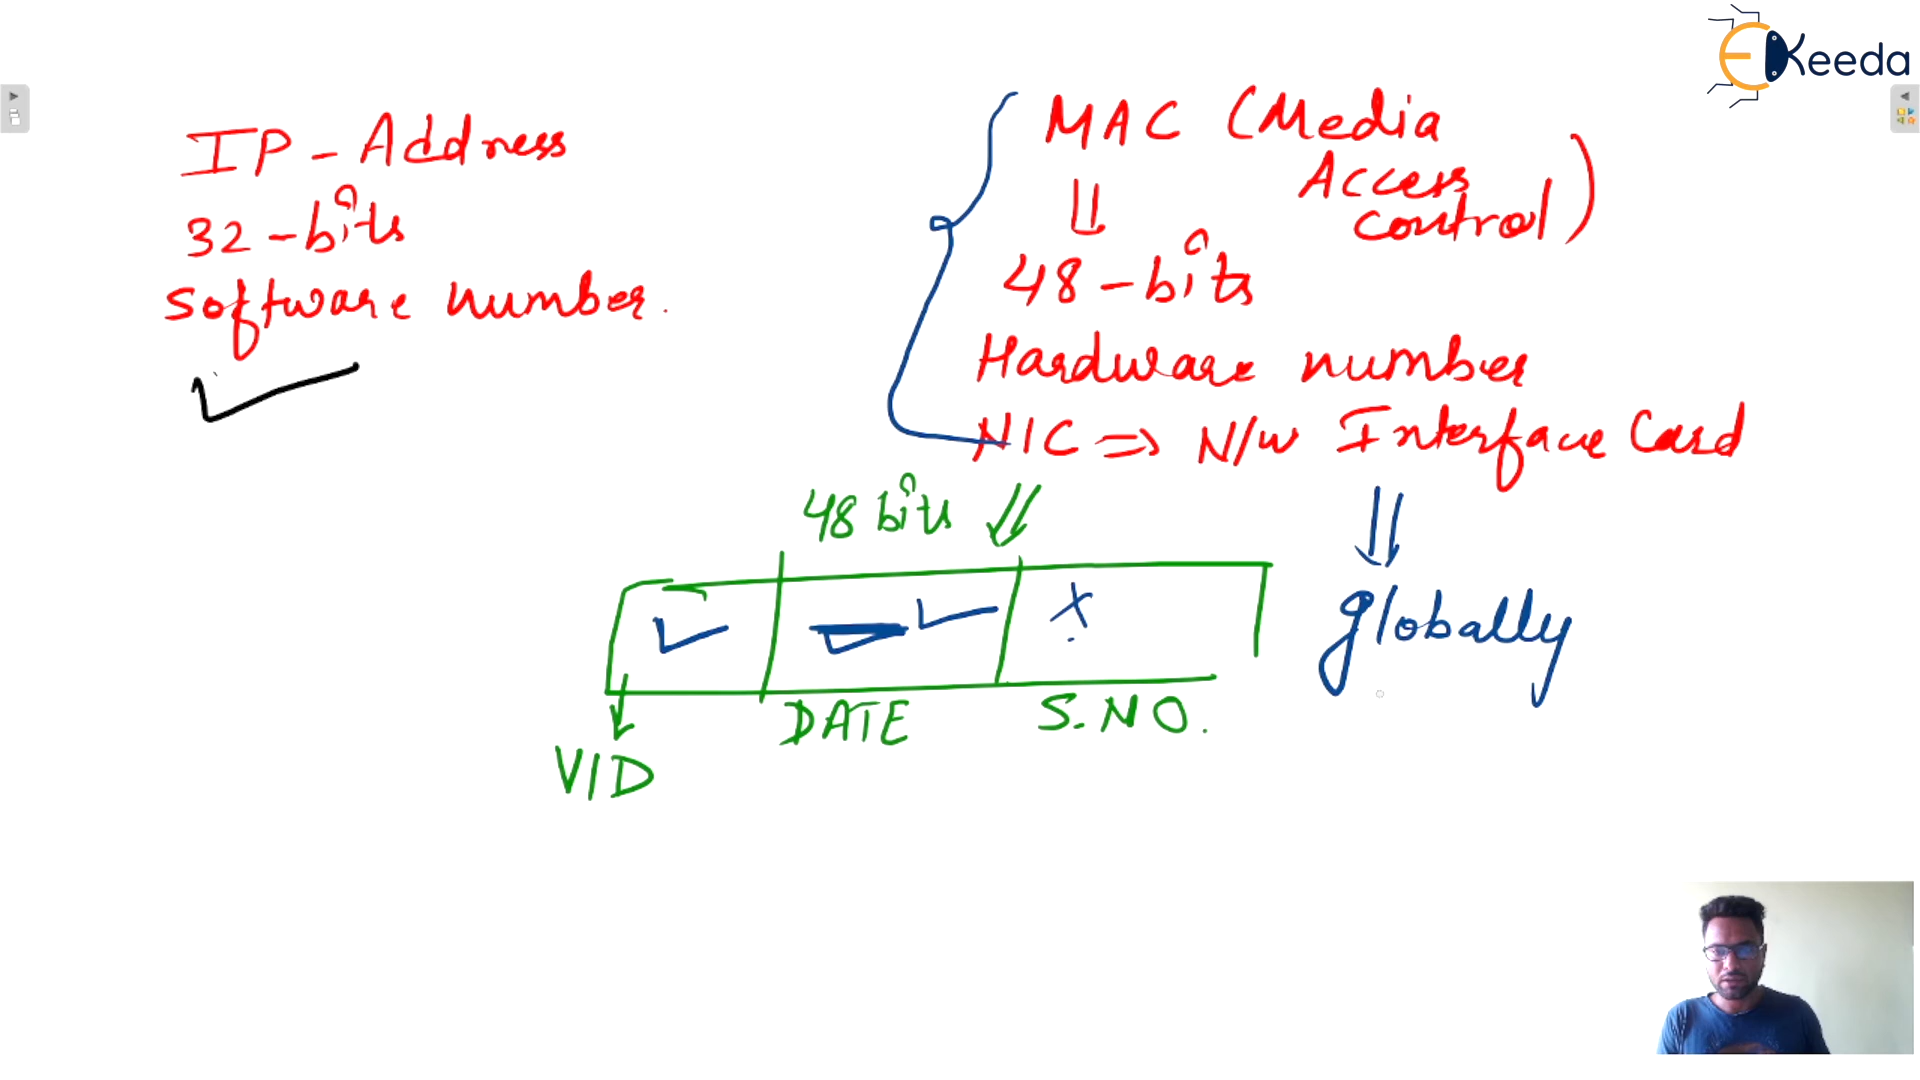 EKeeda
IP - Address
32 - bits
software number.
MAC (Media
Access
control)
48 - bits
Hardware number
NIC => N/w Interface Card
48 bits
globally
DATE
S.NO.
VID